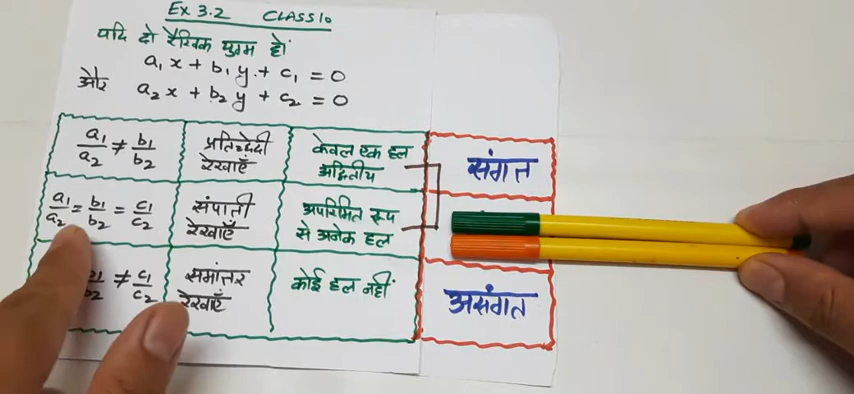 Ex 3.2 CLASS 10
यदि दो रैखिक युग्म हों
a₁x + b₁y + c₁ = 0
और a₂x + b₂y + c₂ = 0
a₁/a₂ ≠ b₁/b₂
प्रतिच्छेदी
रेखाएँ
केवल एक हल
अद्वितीय
संगत
a₁/a₂ = b₁/b₂ = c₁/c₂
संपाती
रेखाएँ
अपरिमित रूप
से अनेक हल
≠ c₁/c₂
समांतर
रेखाएँ
कोई हल नहीं
असंगत